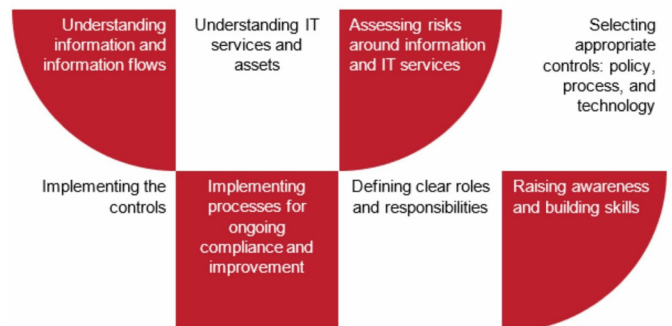 Understanding
information and
information flows
Understanding IT
services and
assets
Assessing risks
around information
and IT services
Selecting
appropriate
controls: policy,
process, and
technology
Implementing the
controls
Implementing
processes for
ongoing
compliance and
improvement
Defining clear roles
and responsibilities
Raising awareness
and building skills